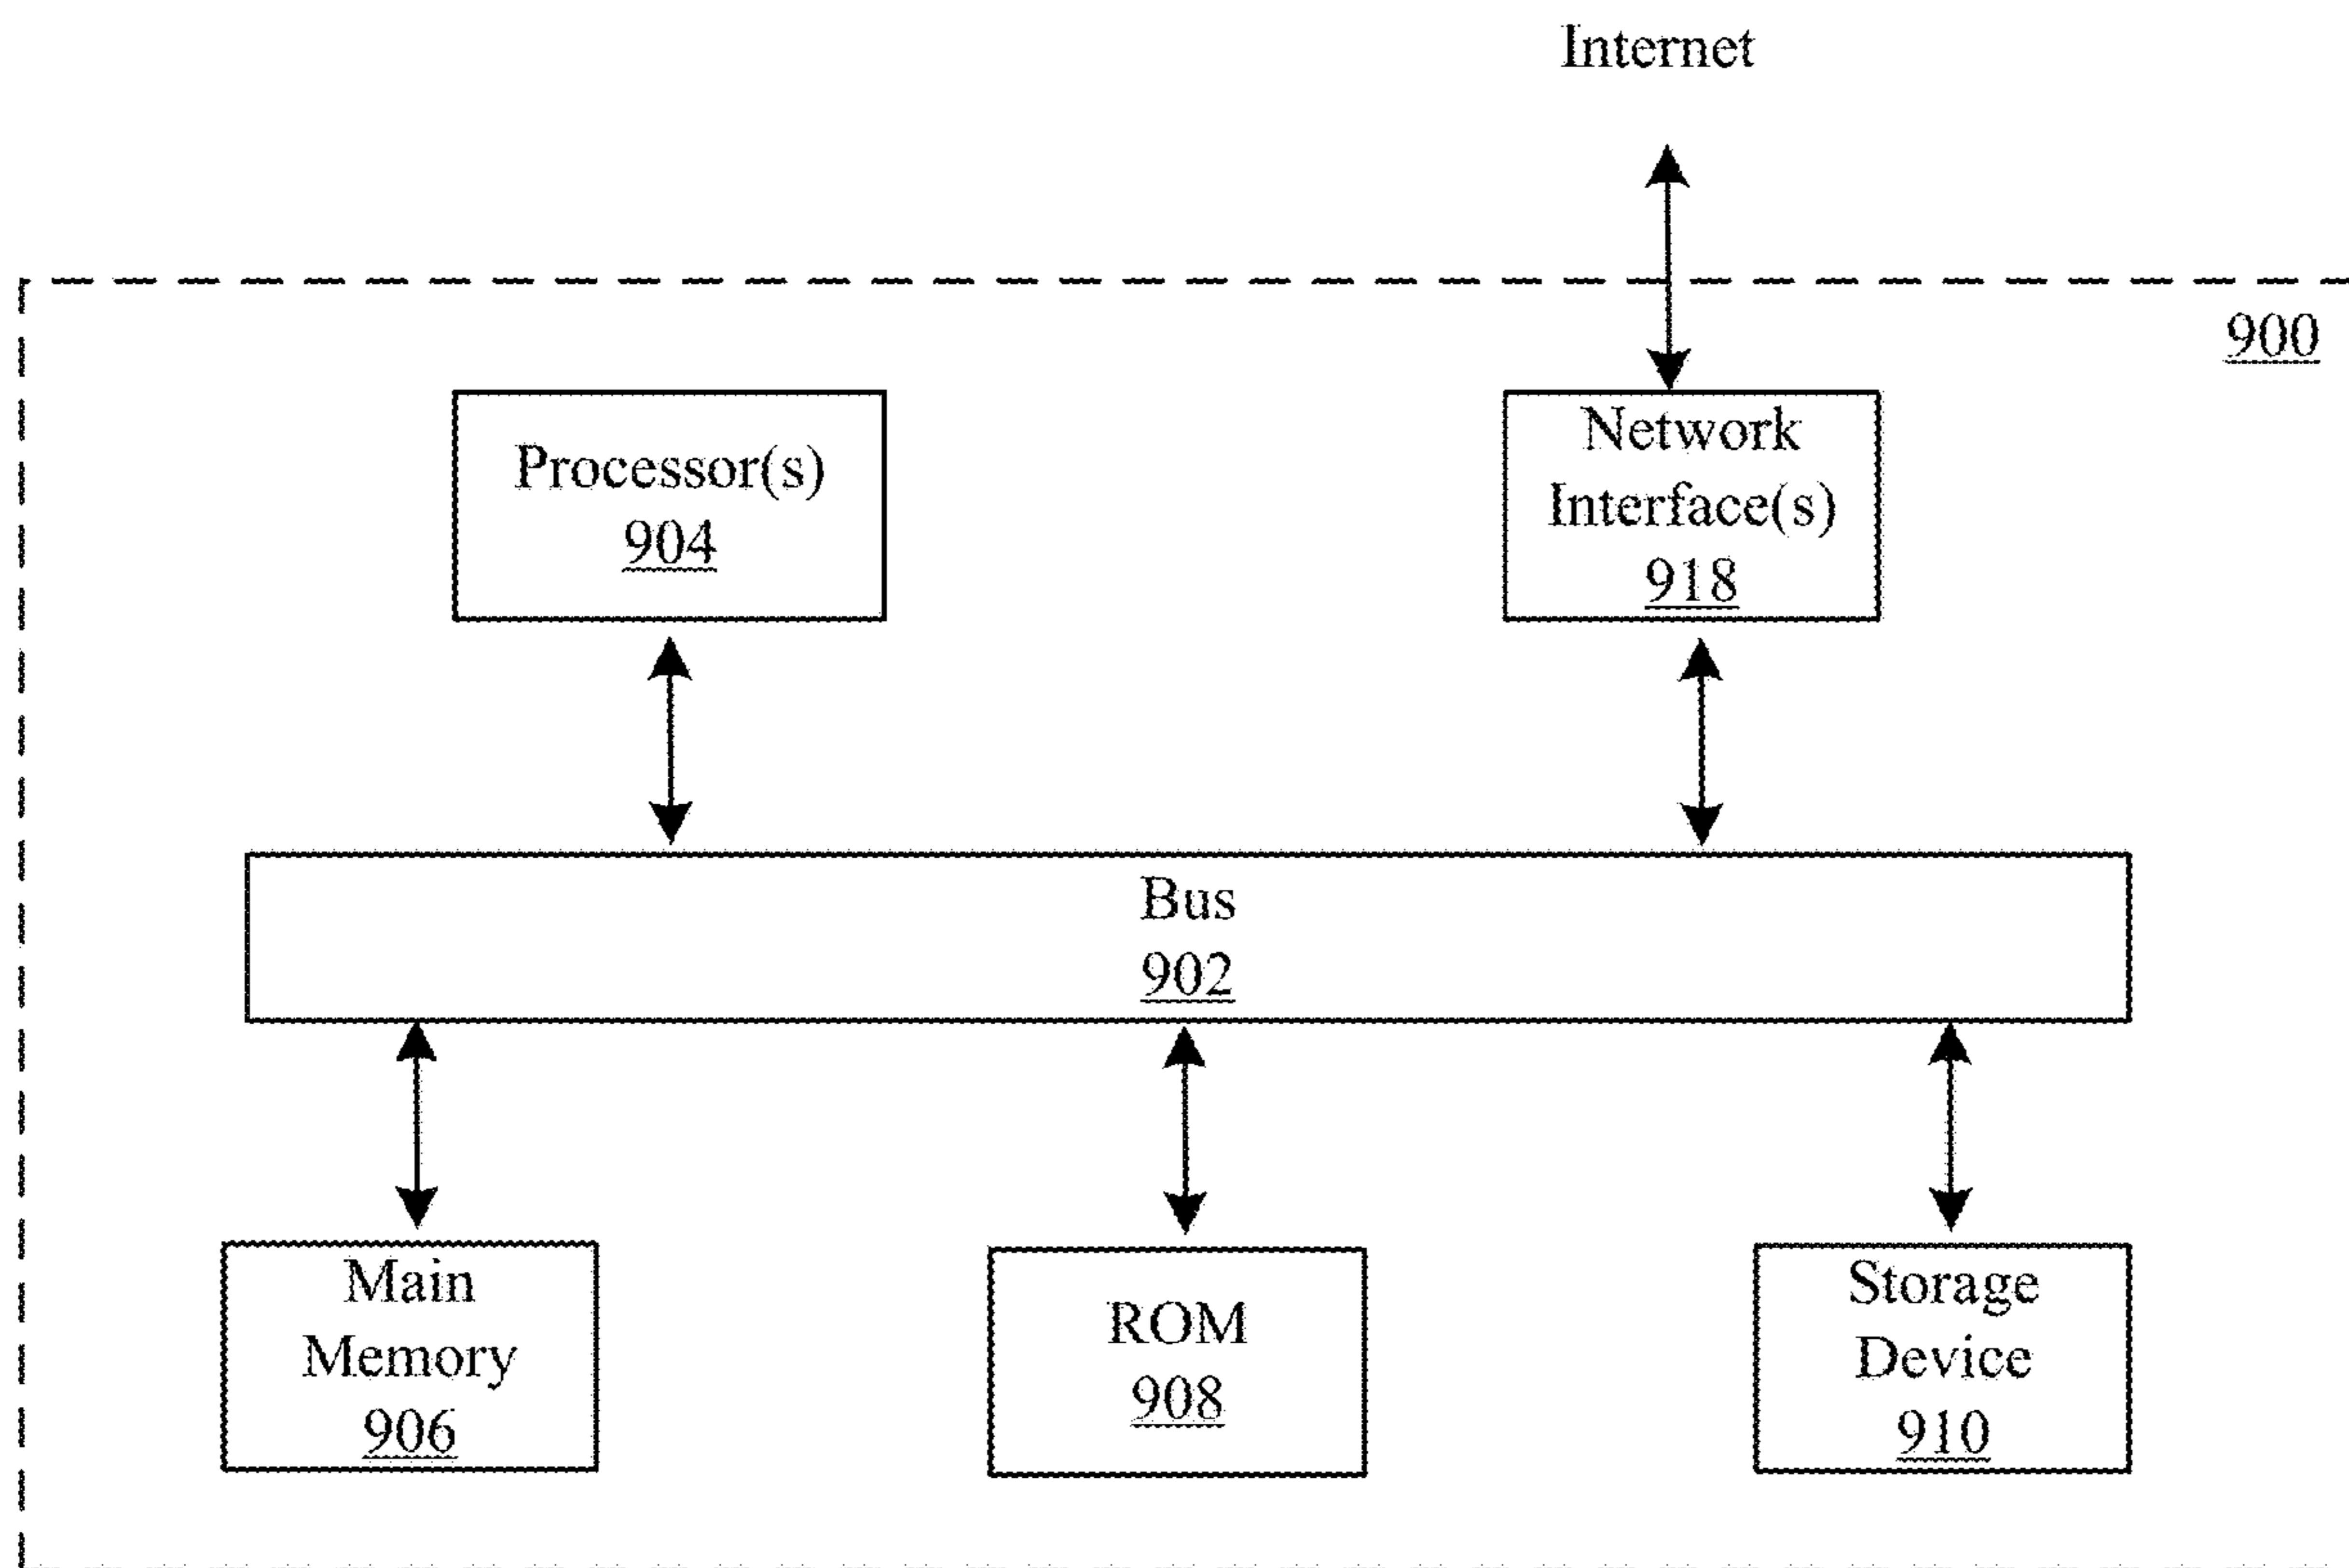 Internet
900
Processor(s)
904
Network
Interface(s)
918
Bus
902
Main
Memory
906
ROM
908
Storage
Device
910